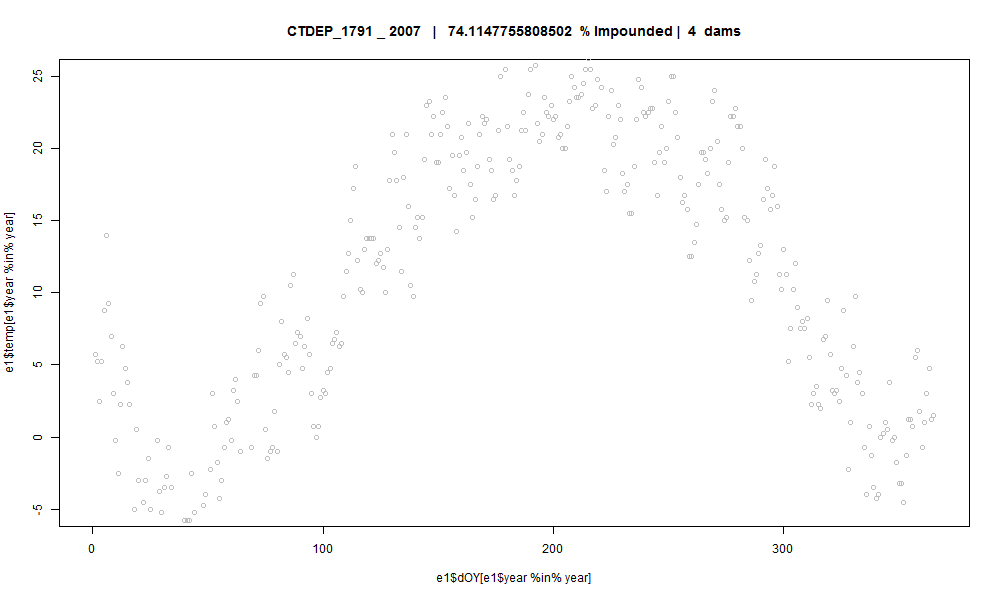 CTDEP_1791 _ 2007 | 74.1147755808502 % Impounded | 4 dams
25
20
15
10
5
0
-5
e1$temp[e1$year %in% year]
0 100 200 300
e1$dOY[e1$year %in% year]